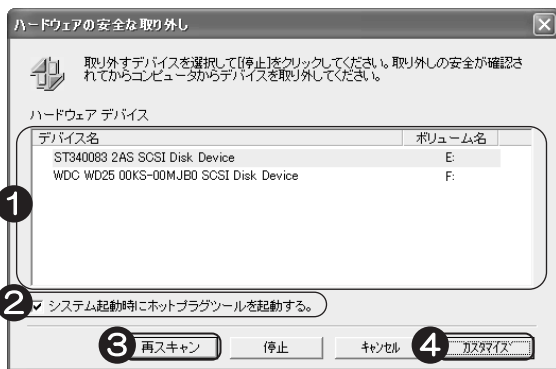 ハードウェアの安全な取り外し
取り外すデバイスを選択して[停止]をクリックしてください。取り外しの安全が確認さ
れてからコンピュータからデバイスを取り外してください。
ハードウェア デバイス
デバイス名 ボリューム名
ST340083 2AS SCSI Disk Device E:
WDC WD25 00KS-00MJB0 SCSI Disk Device F:
1
2 システム起動時にホットプラグツールを起動する。
3 再スキャン 停止 キャンセル 4 カスタマイズ